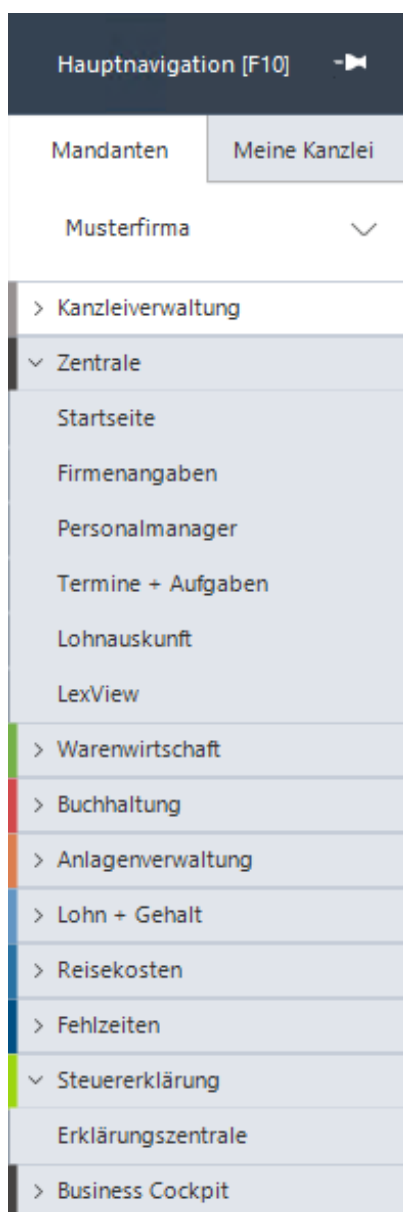 Hauptnavigation [F10]
Mandanten Meine Kanzlei
Musterfirma
Kanzleiverwaltung
Zentrale
Startseite
Firmenangaben
Personalmanager
Termine + Aufgaben
Lohnauskunft
LexView
Warenwirtschaft
Buchhaltung
Anlagenverwaltung
Lohn + Gehalt
Reisekosten
Fehlzeiten
Steuererklärung
Erklärungszentrale
Business Cockpit